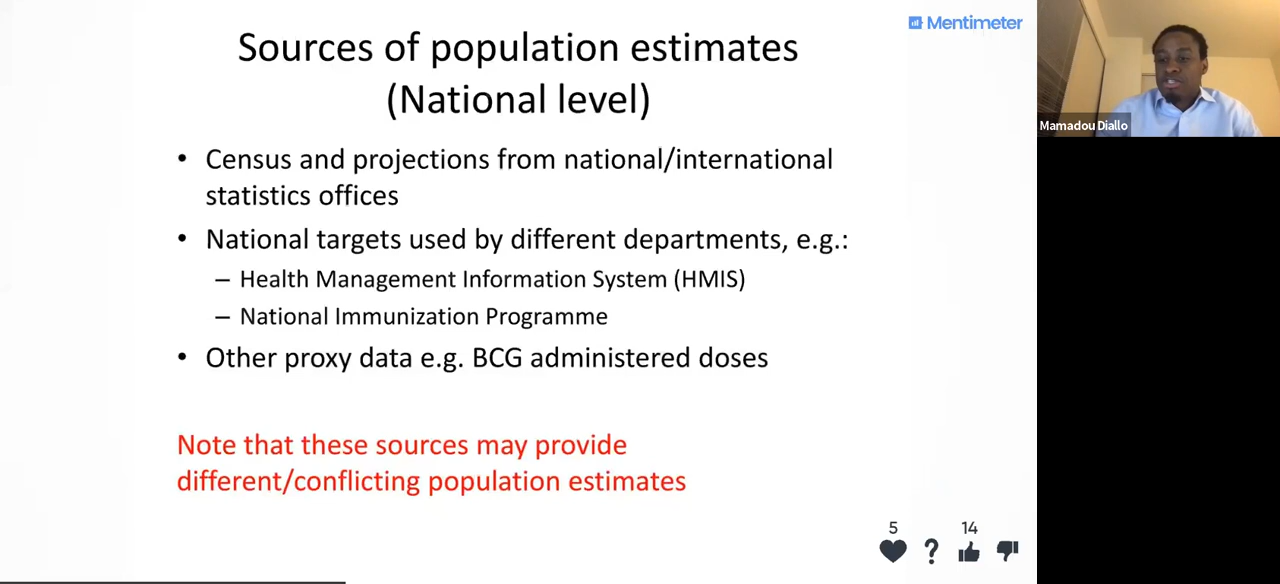 Mentimeter
Sources of population estimates
(National level)
• Census and projections from national/international
statistics offices
• National targets used by different departments, e.g.:
– Health Management Information System (HMIS)
– National Immunization Programme
• Other proxy data e.g. BCG administered doses
Note that these sources may provide
different/conflicting population estimates
5
?
14
Mamadou Diallo